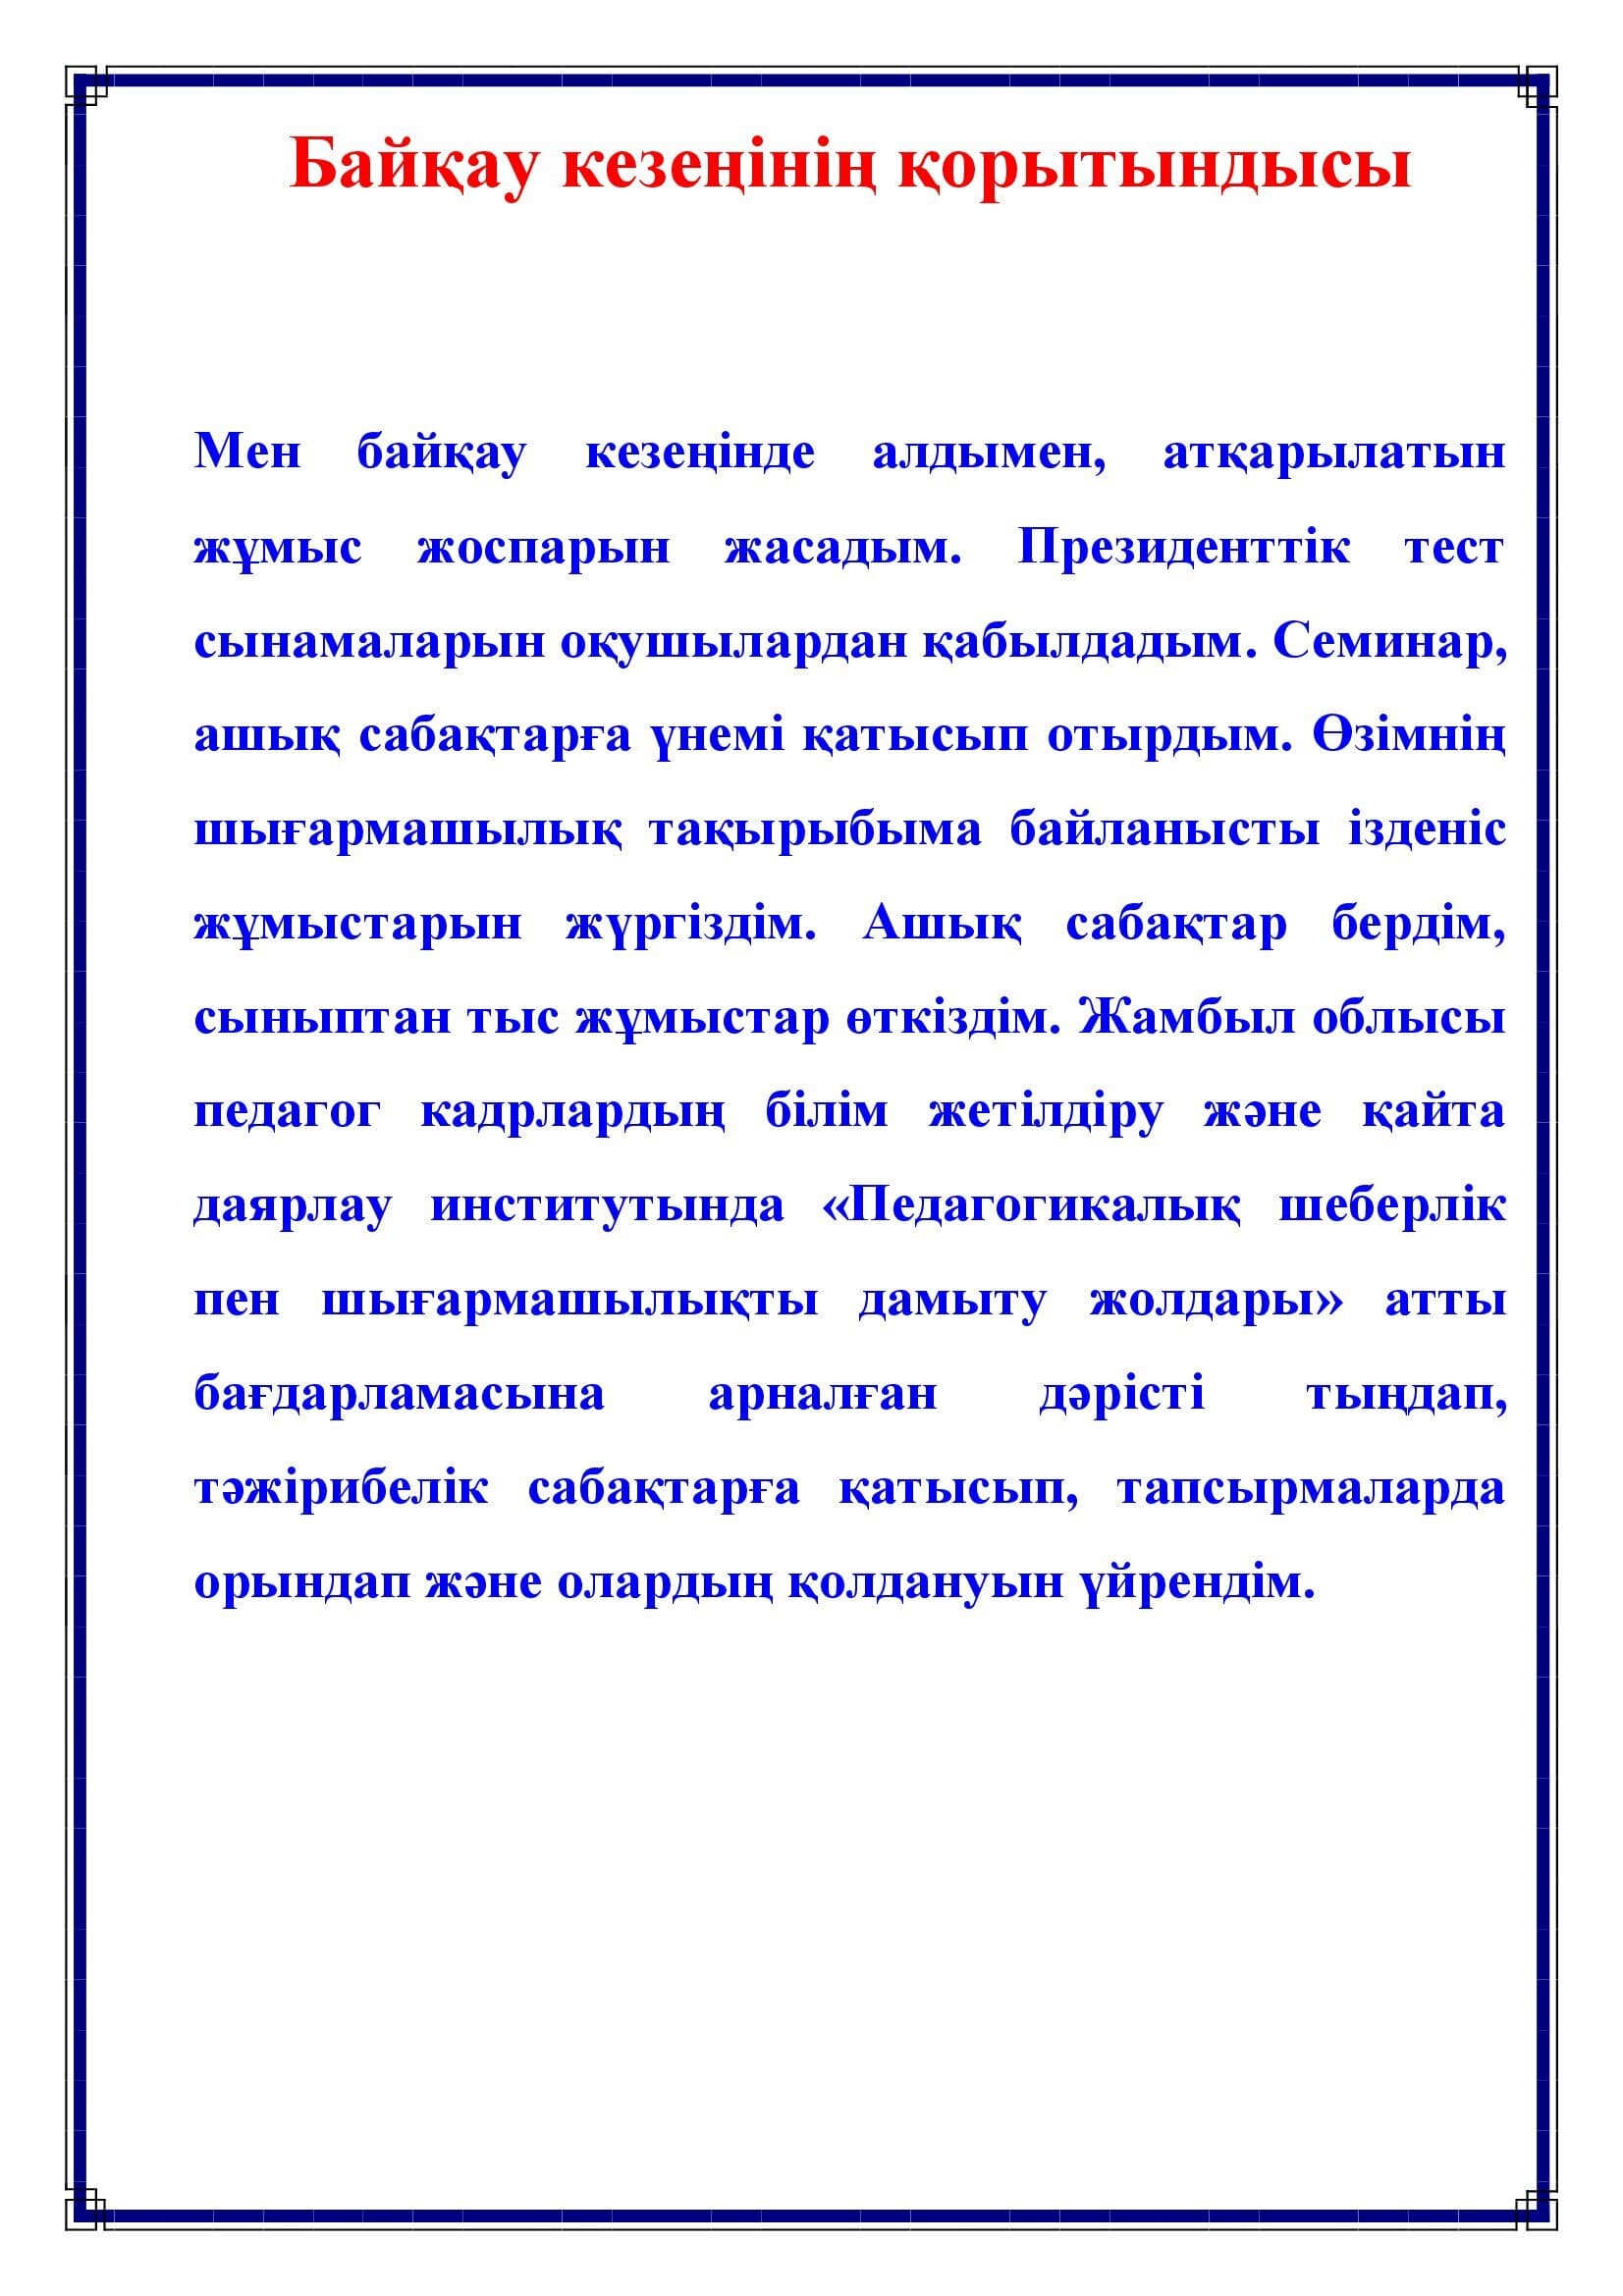 Байқау кезеңінің қорытындысы
Мен байқау кезеңінде алдымен, атқарылатын
жұмыс жоспарын жасадым. Президенттік тест
сынамаларын оқушылардан қабылдадым. Семинар,
ашық сабақтарға үнемі қатысып отырдым. Өзімнің
шығармашылық тақырыбыма байланысты ізденіс
жұмыстарын жүргіздім. Ашық сабақтар бердім,
сыныптан тыс жұмыстар өткіздім. Жамбыл облысы
педагог кадрлардың білім жетілдіру және қайта
даярлау институтында «Педагогикалық шеберлік
пен шығармашылықты дамыту жолдары» атты
бағдарламасына арналған дәрісті тыңдап,
тәжірибелік сабақтарға қатысып, тапсырмаларда
орындап және олардың қолдануын үйрендім.